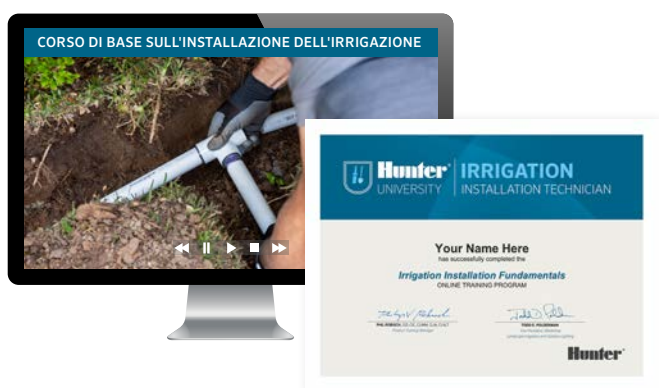 CORSO DI BASE SULL'INSTALLAZIONE DELL'IRRIGAZIONE
Hunter®
UNIVERSITY
IRRIGATION
INSTALLATION TECHNICIAN
Your Name Here
has successfully completed the
Irrigation Installation Fundamentals
ONLINE TRAINING PROGRAM
Hunter®